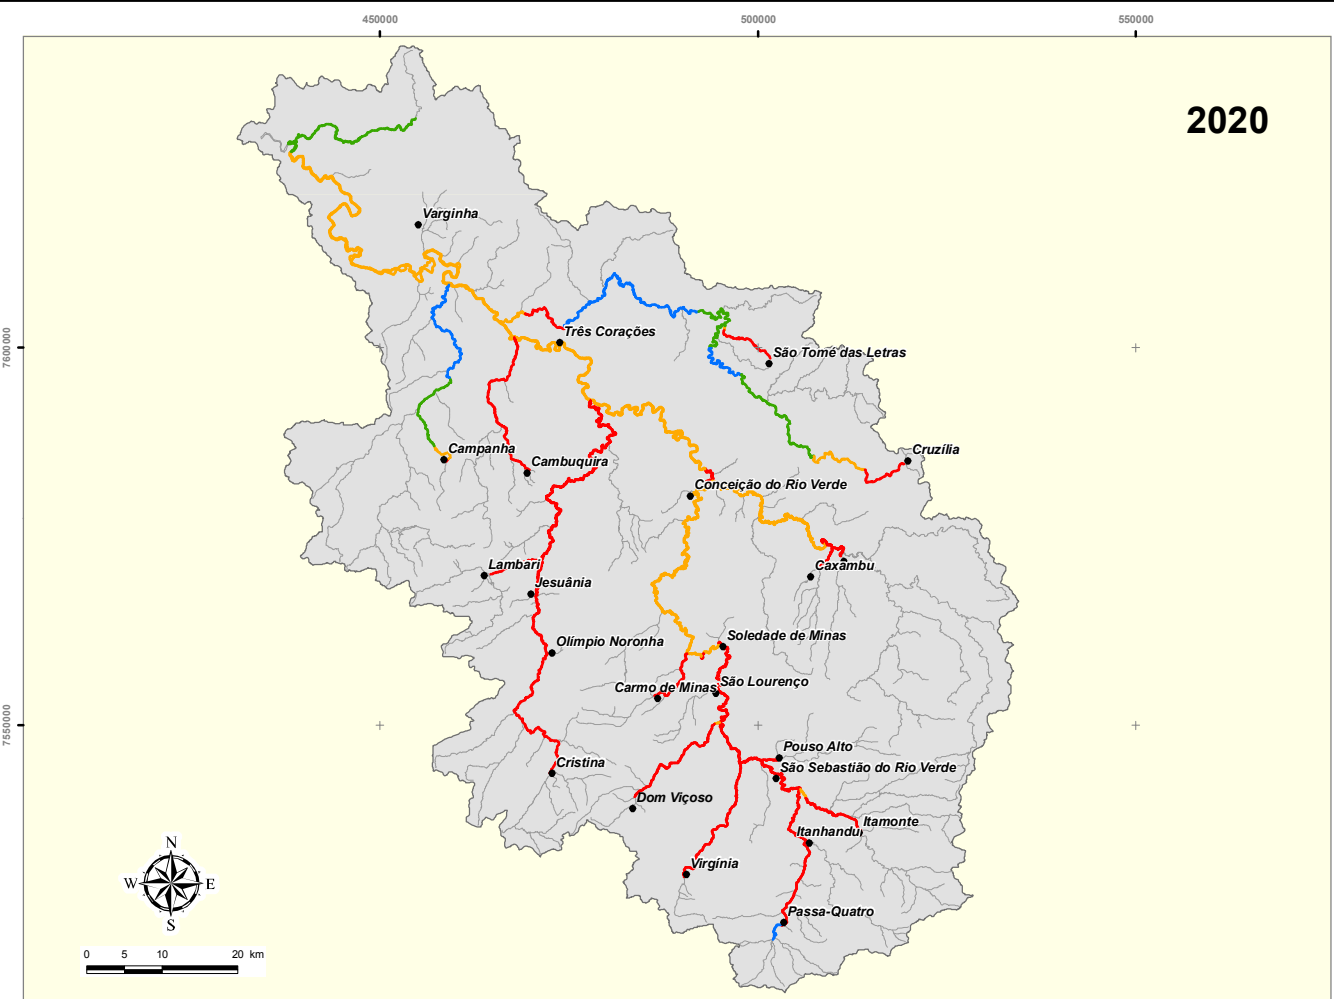 450000
500000
550000
2020
Varginha
7600000
Três Corações
São Tomé das Letras
Campanha
Cambuquira
Cruzília
Conceição do Rio Verde
Lambari
Jesuânia
Caxambu
Olímpio Noronha
Soledade de Minas
Carmo de Minas
São Lourenço
7550000
Pouso Alto
Cristina
São Sebastião do Rio Verde
Dom Viçoso
Itamonte
Itanhandu
Virgínia
Passa-Quatro
N
W
E
S
0 5 10 20 km